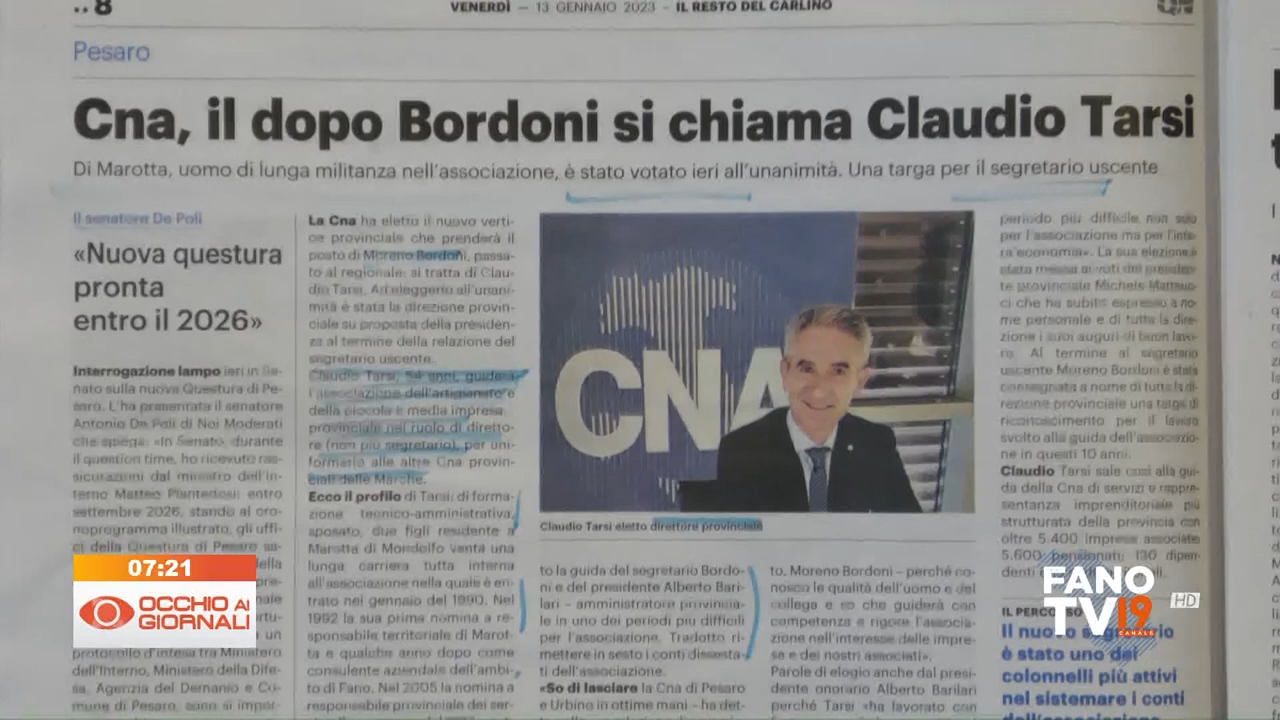 8
VENERDÌ — 13 GENNAIO 2023 – IL RESTO DEL CARLINO
Pesaro
Cna, il dopo Bordoni si chiama Claudio Tarsi
Di Marotta, uomo di lunga militanza nell'associazione, è stato votato ieri all'unanimità. Una targa per il segretario uscente
Il senatore De Poli
«Nuova questura
pronta
entro il 2026»
Interrogazione lampo ieri in Se-
nato sulla nuova Questura di Pe-
saro. L'ha presentata il senatore
Antonio De Poli di Noi Moderati
che spiega: «In Senato, durante
il question time, ho ricevuto ras-
sicurazioni dal ministro dell'In-
terno Matteo Piantedosi: entro
settembre 2026, stando al cro-
noprogramma illustrato, gli uffi-
ci della Questura di Pesaro sa-
un
protocollo d'intesa tra Ministero
dell'Interno, Ministero della Dife-
sa, Agenzia del Demanio e Co-
mune di Pesaro, sono si impor-
La Cna ha eletto il nuovo verti-
ce provinciale che prenderà il
posto di Moreno Bordoni, passa-
to al regionale: si tratta di Clau-
dio Tarsi. Ad eleggerlo all'unani-
mità è stata la direzione provin-
ciale su proposta della presiden-
za al termine della relazione del
segretario uscente.
Claudio Tarsi, 54 anni, guiderà
l'associazione dell'artigianato e
della piccola e media impresa
provinciale nel ruolo di diretto-
re (non più segretario), per uni-
formarlo alle altre Cna provin-
ciali delle Marche.
Ecco il profilo di Tarsi: di forma-
zione tecnico-amministrativa,
sposato, due figli residente a
Marotta di Mondolfo vanta una
lunga carriera tutta interna
all'associazione nella quale è en-
trato nel gennaio del 1990. Nel
1992 la sua prima nomina a re-
sponsabile territoriale di Marot-
ta e qualche anno dopo come
consulente aziendale dell'ambi-
to di Fano. Nel 2005 la nomina a
responsabile provinciale dei ser-
CNA
Claudio Tarsi eletto direttore provinciale
to la guida del segretario Bordo-
ni e del presidente Alberto Bari-
lari – amministratore provincia-
le in uno dei periodi più difficili
per l'associazione. Tradotto ri-
mettere in sesto i conti dissesta-
ti dell'associazione.
«So di lasciare la Cna di Pesaro
e Urbino in ottime mani – ha det-
to. Moreno Bordoni – perché co-
nosco le qualità dell'uomo e del
collega e so che guiderà con
competenza e rigore l'associa-
zione nell'interesse delle impre-
se e dei nostri associati».
Parole di elogio anche dal presi-
dente onorario Alberto Barilari
perché Tarsi «ha lavorato con
periodo più difficile non solo
per l'associazione ma per l'inte-
ra economia». La sua elezione è
stata messa ai voti del presiden-
te provinciale Michele Matteuc-
ci che ha subito espresso a no-
me personale e di tutta la dire-
zione i suoi auguri di buon lavo-
ro. Al termine al segretario
uscente Moreno Bordoni è stata
consegnata a nome di tutta la di-
rezione provinciale una targa di
riconoscimento per il lavoro
svolto alla guida dell'associazio-
ne in questi 10 anni.
Claudio Tarsi sale così alla gui-
da della Cna di servizi e rappre-
sentanza imprenditoriale più
strutturata della provincia con
oltre 5.400 imprese associate
5.600 pensionati; 130 dipen-
denti
IL PERCORSO
Il nuovo segretario
è stato uno dei
colonnelli più attivi
nel sistemare i conti
dell'associazione
07:21
OCCHIO AI
GIORNALI
FANO
TV19
CANALE
HD